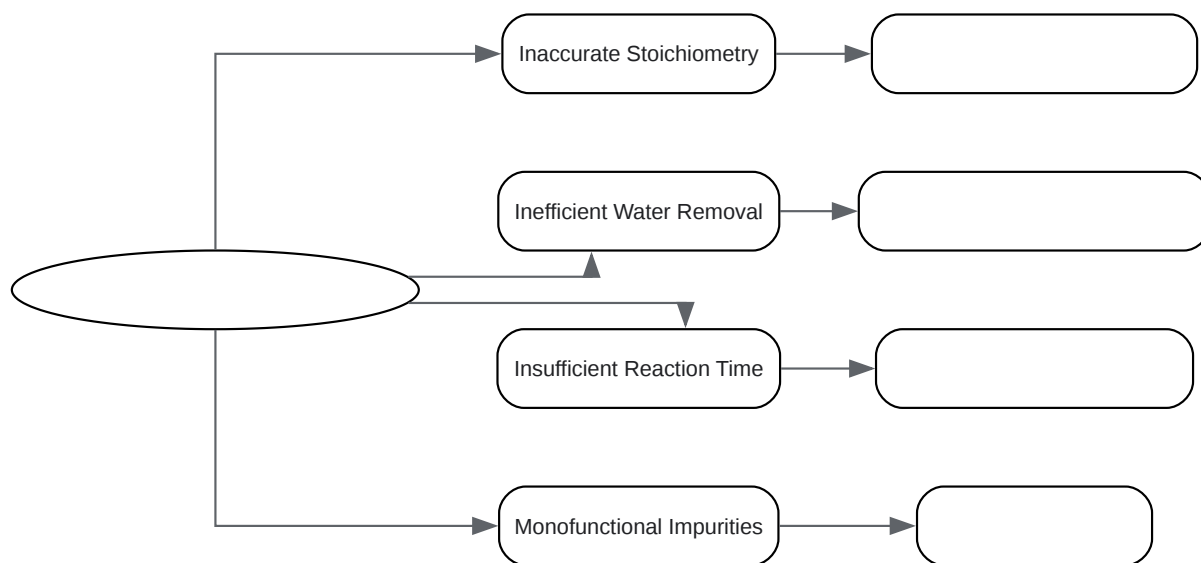 Inaccurate Stoichiometry
Inefficient Water Removal
Insufficient Reaction Time
Monofunctional Impurities